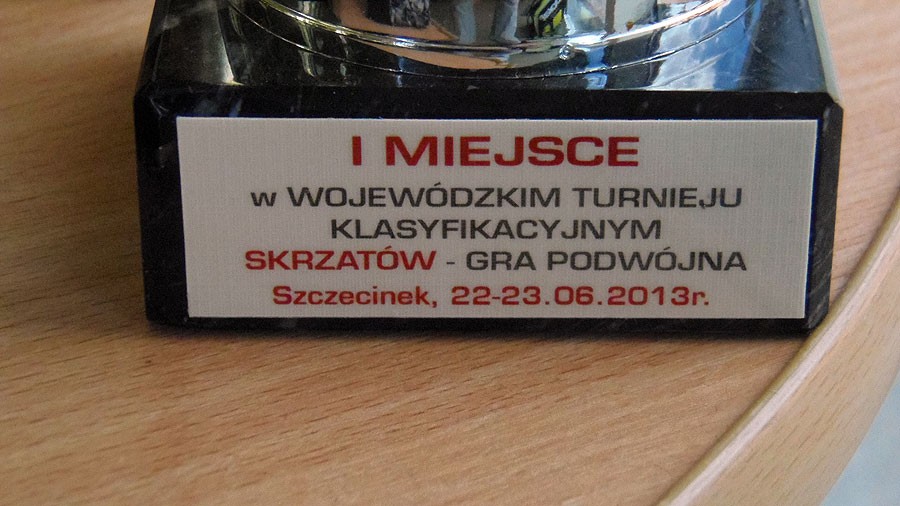 I MIEJSCE
w WOJEWÓDZKIM TURNIEJU
KLASYFIKACYJNYM
SKRZATÓW - GRA PODWÓJNA
Szczecinek, 22-23.06.2013r.